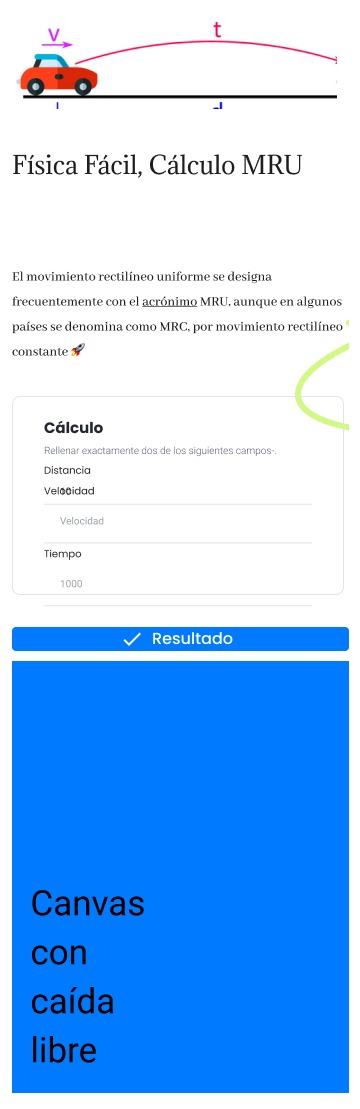 v
t
Física Fácil, Cálculo MRU
El movimiento rectilíneo uniforme se designa
frecuentemente con el acrónimo MRU, aunque en algunos
países se denomina como MRC, por movimiento rectilíneo
constante 🚀
Cálculo
Rellenar exactamente dos de los siguientes campos-.
Distancia
Velocidad
Velocidad
Tiempo
1000
Resultado
Canvas
con
caída
libre